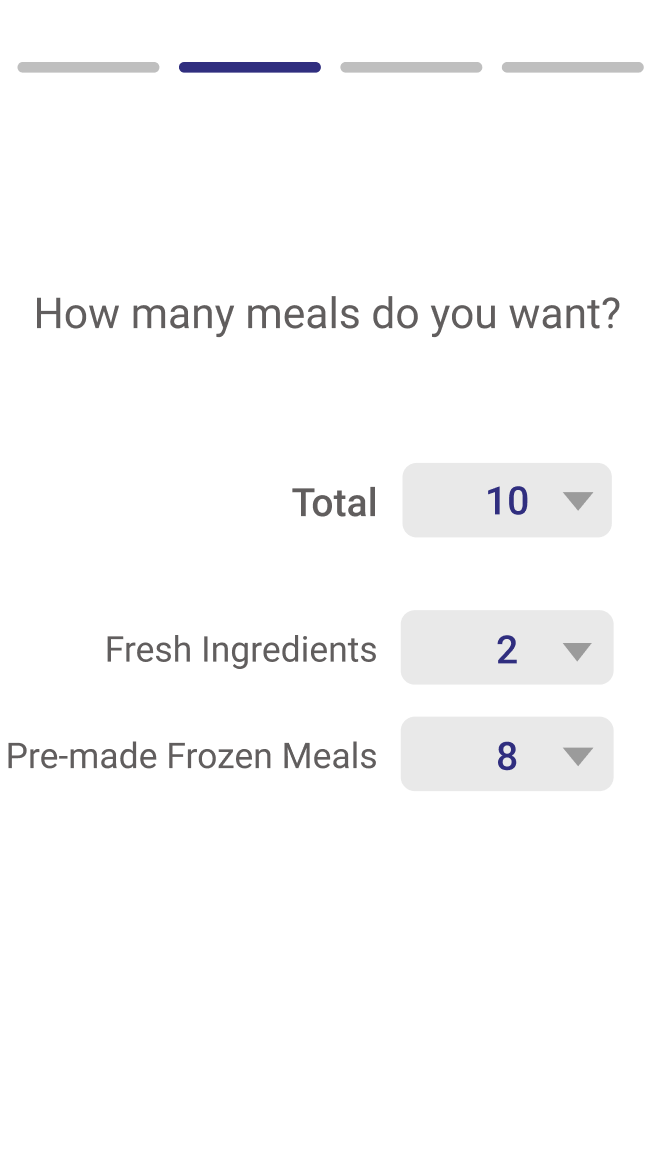 How many meals do you want?
Total 10
Fresh Ingredients 2
Pre-made Frozen Meals 8